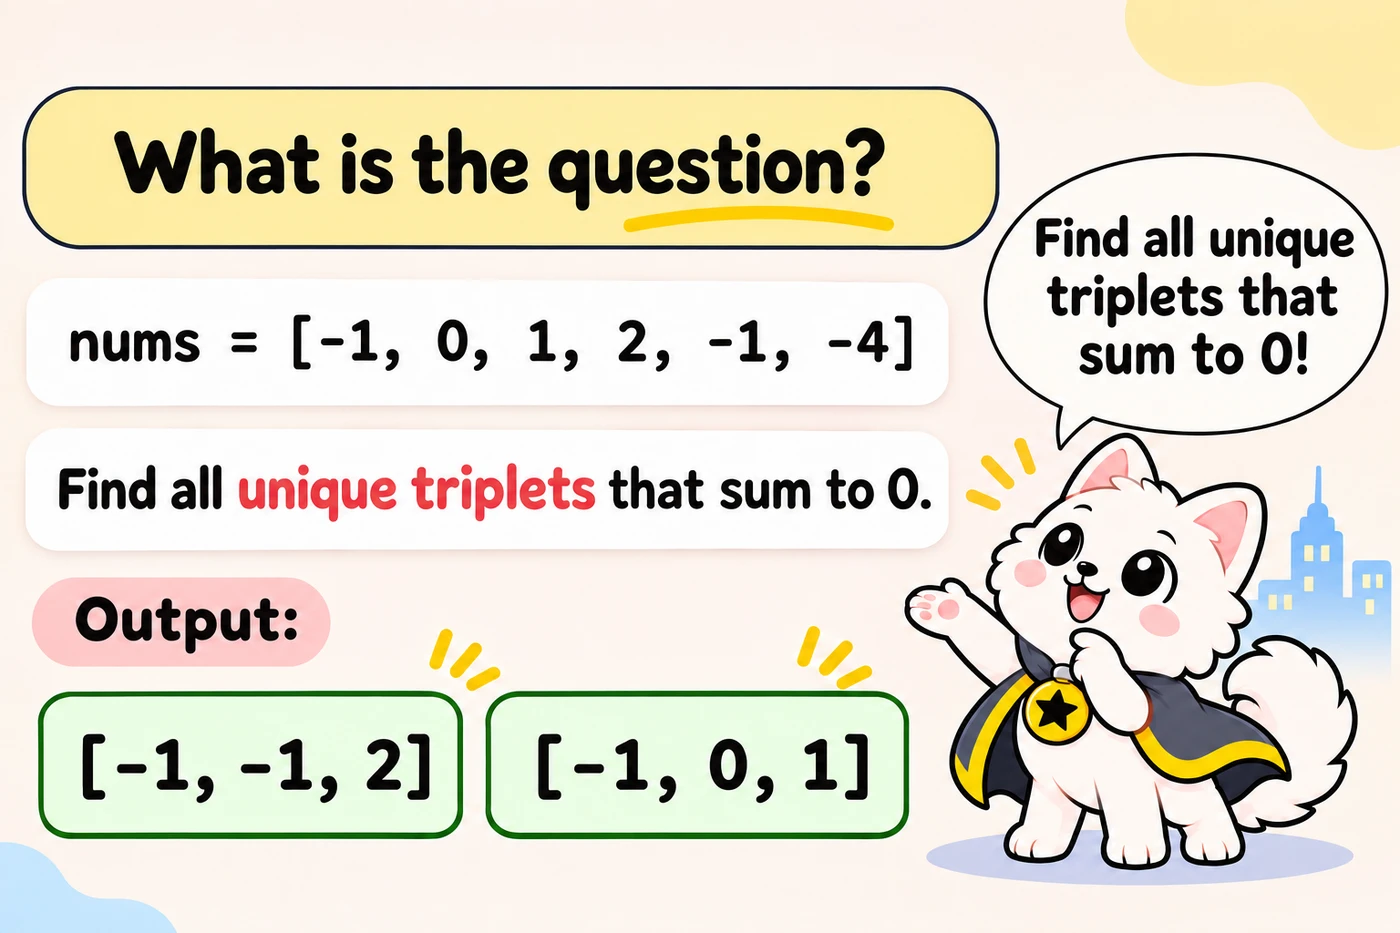 What is the question?
nums = [-1, 0, 1, 2, -1, -4]
Find all unique triplets that sum to 0.
Output:
[-1, -1, 2]
[-1, 0, 1]
Find all unique
triplets that
sum to 0!